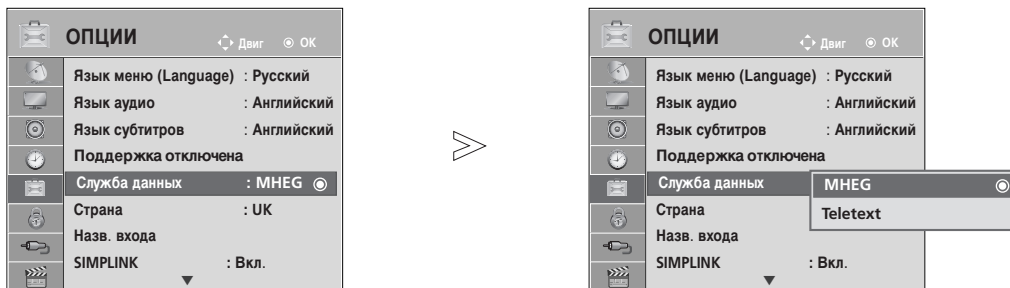 ОПЦИИ
Двиг ОК
Язык меню (Language) : Русский
Язык аудио : Английский
Язык субтитров : Английский
Поддержка отключена
Служба данных : MHEG
Страна : UK
Назв. входа
SIMPLINK : Вкл.
ОПЦИИ
Двиг ОК
Язык меню (Language) : Русский
Язык аудио : Английский
Язык субтитров : Английский
Поддержка отключена
Служба данных
MHEG
Страна
Teletext
Назв. входа
SIMPLINK : Вкл.